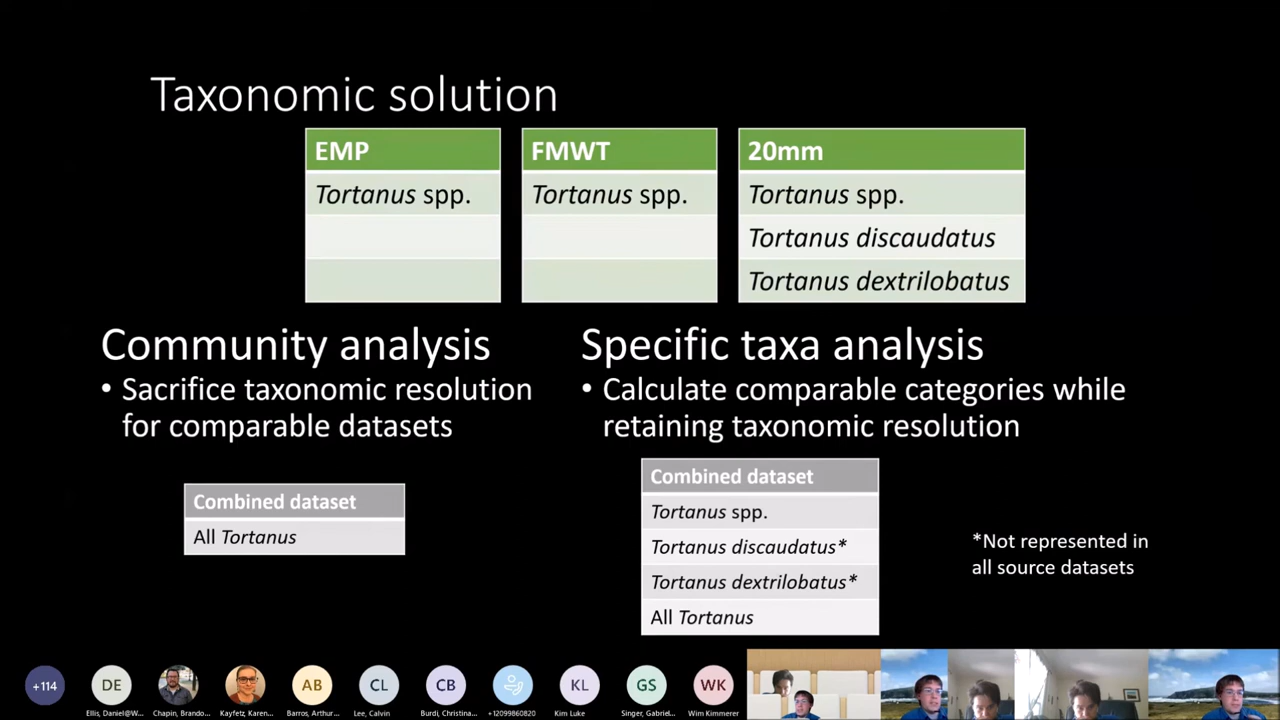 Taxonomic solution
EMP
Tortanus spp.
FMWT
Tortanus spp.
20mm
Tortanus spp.
Tortanus discaudatus
Tortanus dextrilobatus
Community analysis
• Sacrifice taxonomic resolution
for comparable datasets
Combined dataset
All Tortanus
Specific taxa analysis
• Calculate comparable categories while
retaining taxonomic resolution
Combined dataset
Tortanus spp.
Tortanus discaudatus*
Tortanus dextrilobatus*
All Tortanus
*Not represented in
all source datasets
+114
DE
AB
CL
CB
KL
GS
WK
Ellis, Daniel@W...
Chapin, Brando...
Kayfetz, Karen...
Barros, Arthur...
Lee, Calvin
Burdi, Christina...
+12099860820
Kim Luke
Singer, Gabriel...
Wim Kimmerer